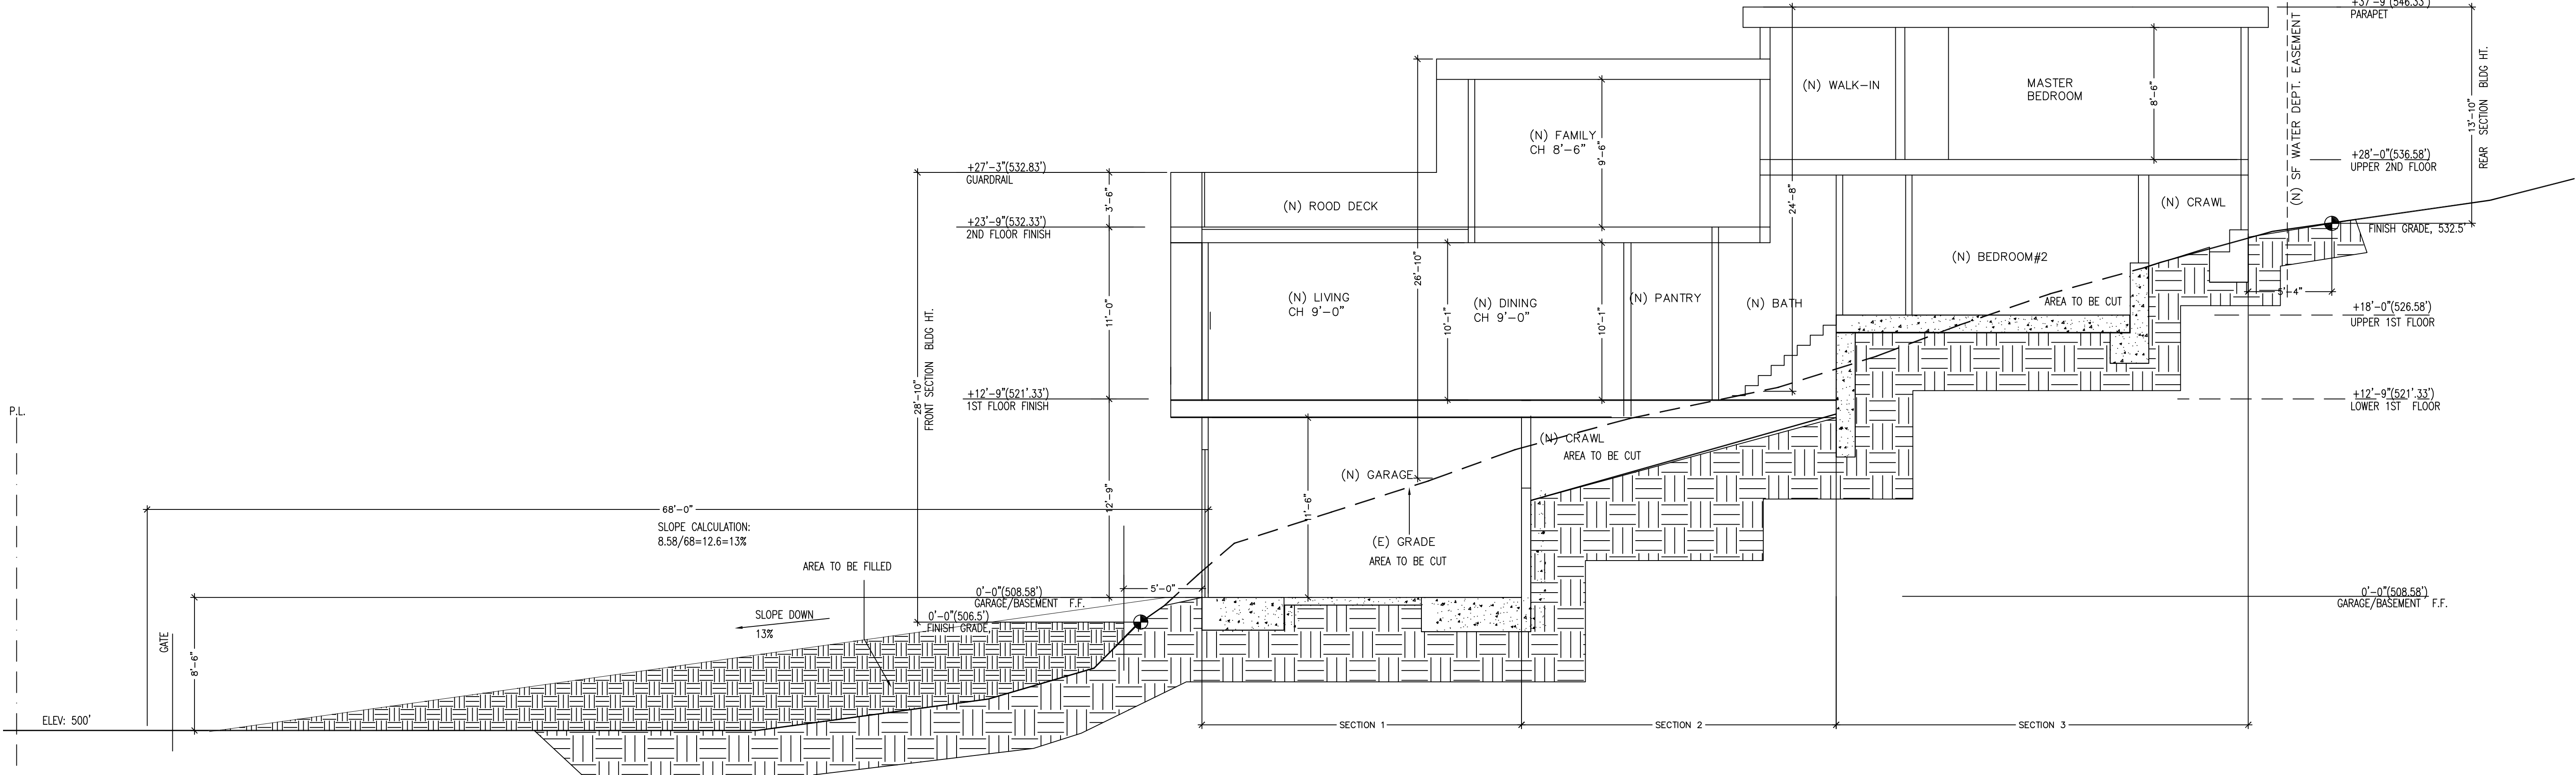 +37'-9"(546.33')
PARAPET
(N) SF WATER DEPT. EASEMENT
13'-10"
REAR SECTION BLDG HT.
(N) WALK-IN
MASTER
BEDROOM
8'-6"
(N) FAMILY
CH 8'-6"
9'-6"
+28'-0"(536.58')
UPPER 2ND FLOOR
+27'-3"(532.83')
GUARDRAIL
3'-6"
(N) ROOD DECK
24'-8"
(N) CRAWL
+23'-9"(532.33')
2ND FLOOR FINISH
FINISH GRADE, 532.5'
(N) BEDROOM#2
26'-10"
(N) LIVING
CH 9'-0"
(N) DINING
CH 9'-0"
(N) PANTRY
(N) BATH
AREA TO BE CUT
5'-4"
11'-0"
10'-1"
10'-1"
+18'-0"(526.58')
UPPER 1ST FLOOR
28'-10"
FRONT SECTION BLDG HT.
+12'-9"(521'.33')
1ST FLOOR FINISH
+12'-9"(521'.33')
LOWER 1ST FLOOR
P.L.
(N) CRAWL
AREA TO BE CUT
(N) GARAGE
12'-9"
11'-6"
68'-0"
SLOPE CALCULATION:
8.58/68=12.6=13%
(E) GRADE
AREA TO BE CUT
AREA TO BE FILLED
5'-0"
0'-0"(508.58')
GARAGE/BASEMENT F.F.
0'-0"(508.58')
GARAGE/BASEMENT F.F.
0'-0"(506.5')
FINISH GRADE,
SLOPE DOWN
13%
GATE
8'-6"
ELEV: 500'
SECTION 1
SECTION 2
SECTION 3